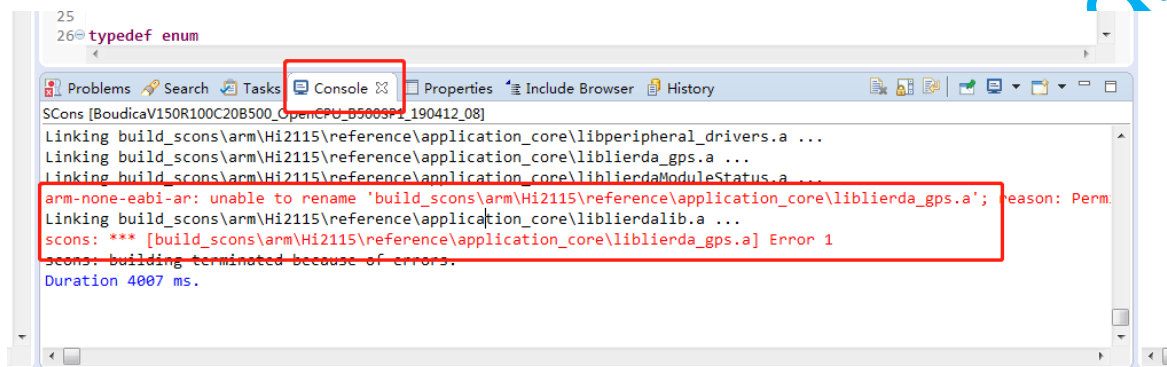 25
26 typedef enum
Problems Search Tasks Console Properties Include Browser History
SCons [BoudicaV150R100C20B500_OpenCPU_B500SP1_190412_08]
Linking build_scons\arm\Hi2115\reference\application_core\libperipheral_drivers.a ...
Linking build_scons\arm\Hi2115\reference\application_core\liblierda_gps.a ...
Linking build_scons\arm\Hi2115\reference\application_core\liblierdaModuleStatus.a ...
arm-none-eabi-ar: unable to rename 'build_scons\arm\Hi2115\reference\application_core\liblierda_gps.a'; reason: Perm
Linking build_scons\arm\Hi2115\reference\application_core\liblierdalib.a ...
scons: *** [build_scons\arm\Hi2115\reference\application_core\liblierda_gps.a] Error 1
scons: building terminated because of errors.
Duration 4007 ms.